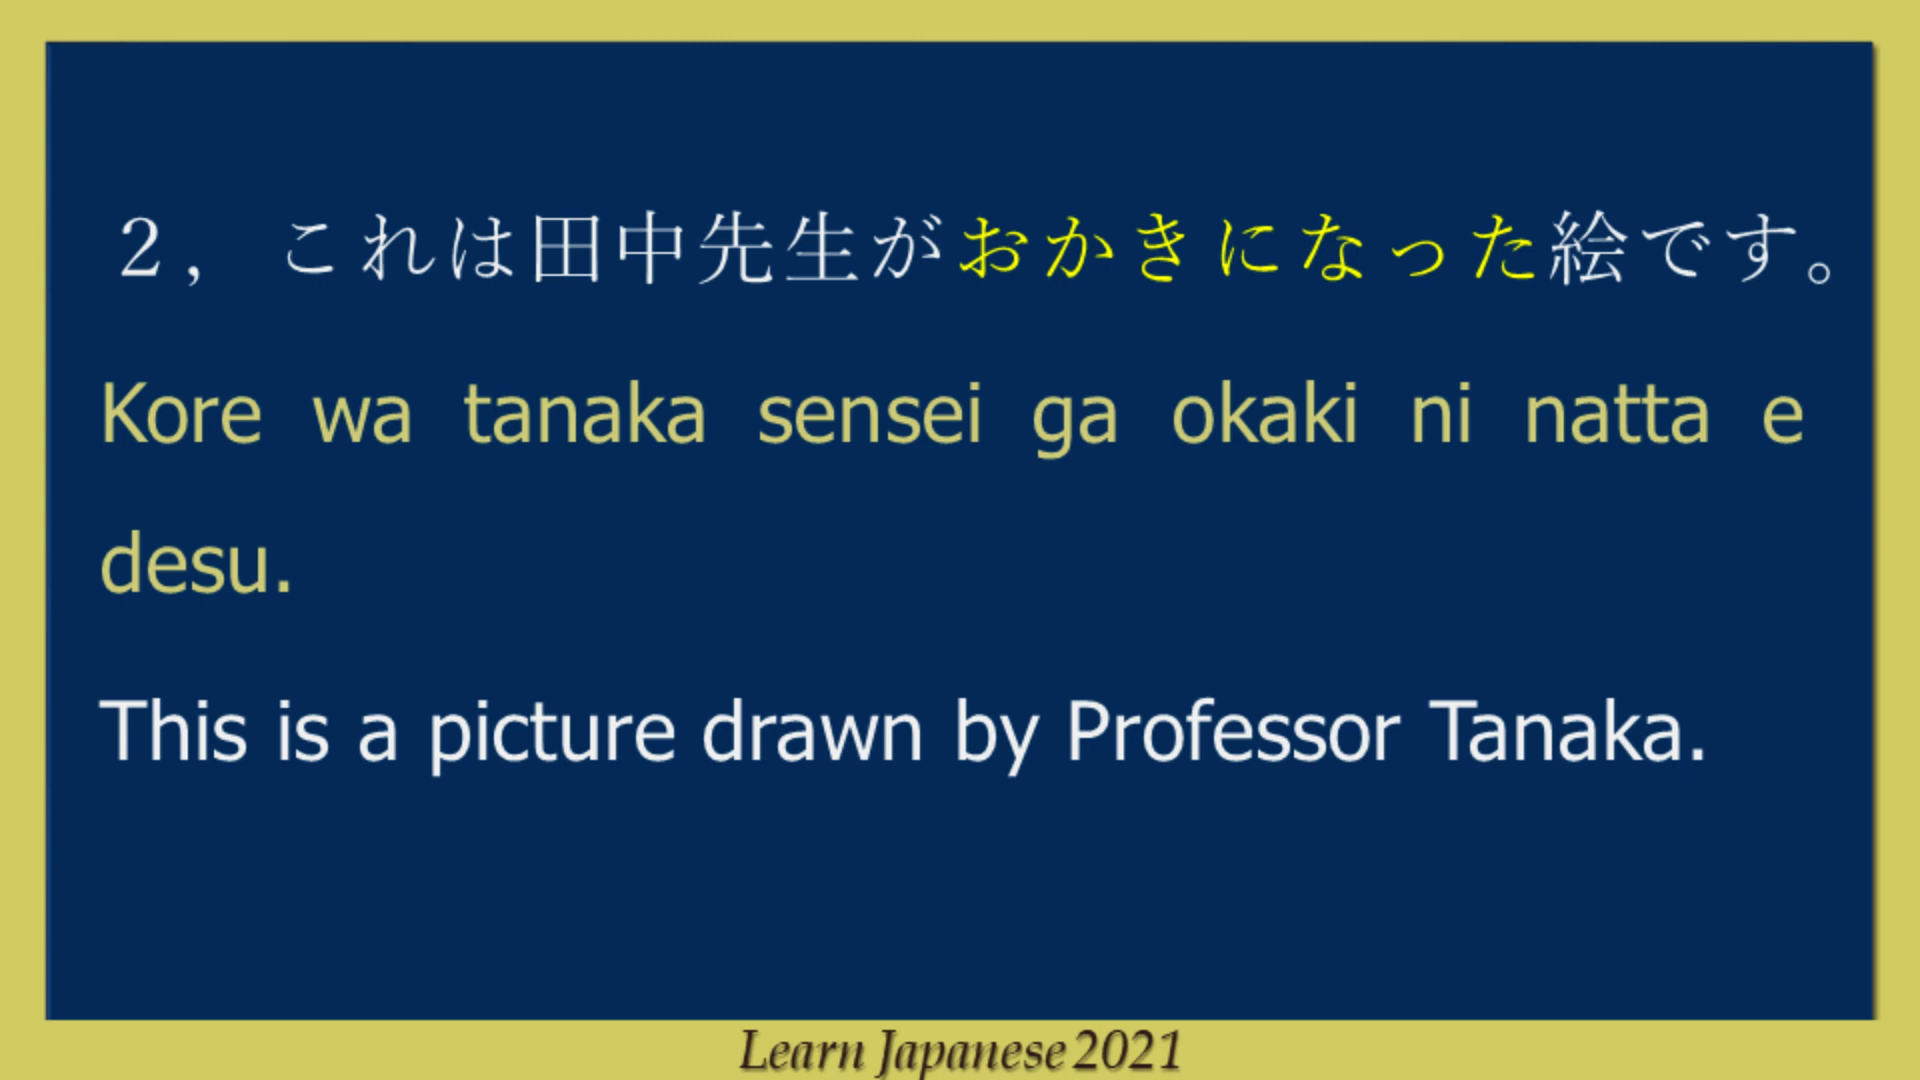 ２，これは田中先生がおかきになった絵です。
Kore wa tanaka sensei ga okaki ni natta e
desu.
This is a picture drawn by Professor Tanaka.
Learn Japanese 2021